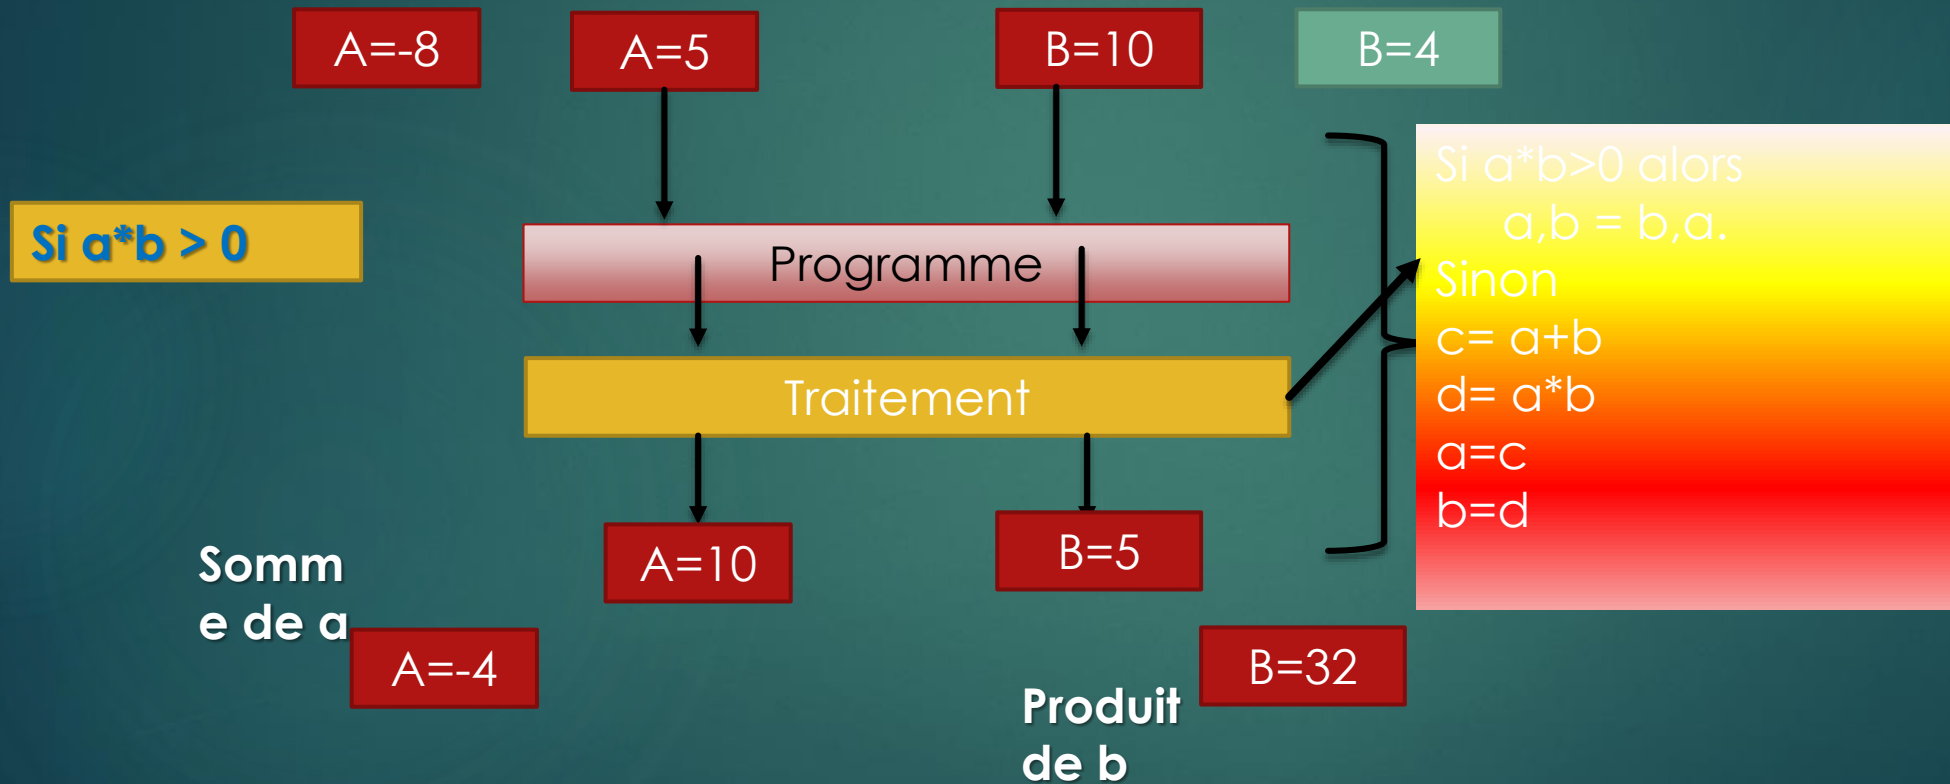 A=-8
A=5
B=10
B=4
Si a*b > 0
Programme
Traitement
Si a*b>0 alors
a,b = b,a.
Sinon
c= a+b
d= a*b
a=c
b=d
A=10
B=5
Somm
e de a
A=-4
B=32
Produit
de b